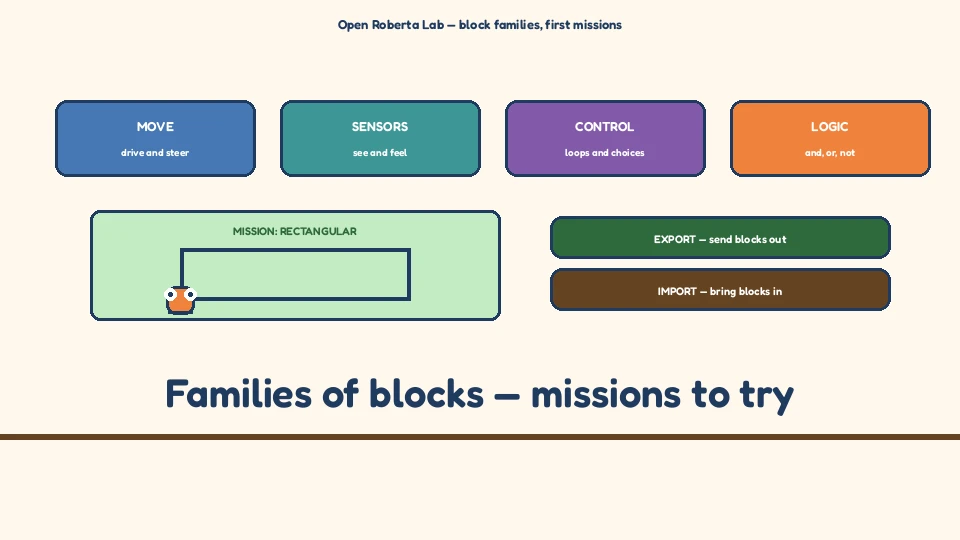 Open Roberta Lab — block families, first missions
MOVE
drive and steer
SENSORS
see and feel
CONTROL
loops and choices
LOGIC
and, or, not
MISSION: RECTANGULAR
EXPORT — send blocks out
IMPORT — bring blocks in
Families of blocks — missions to try